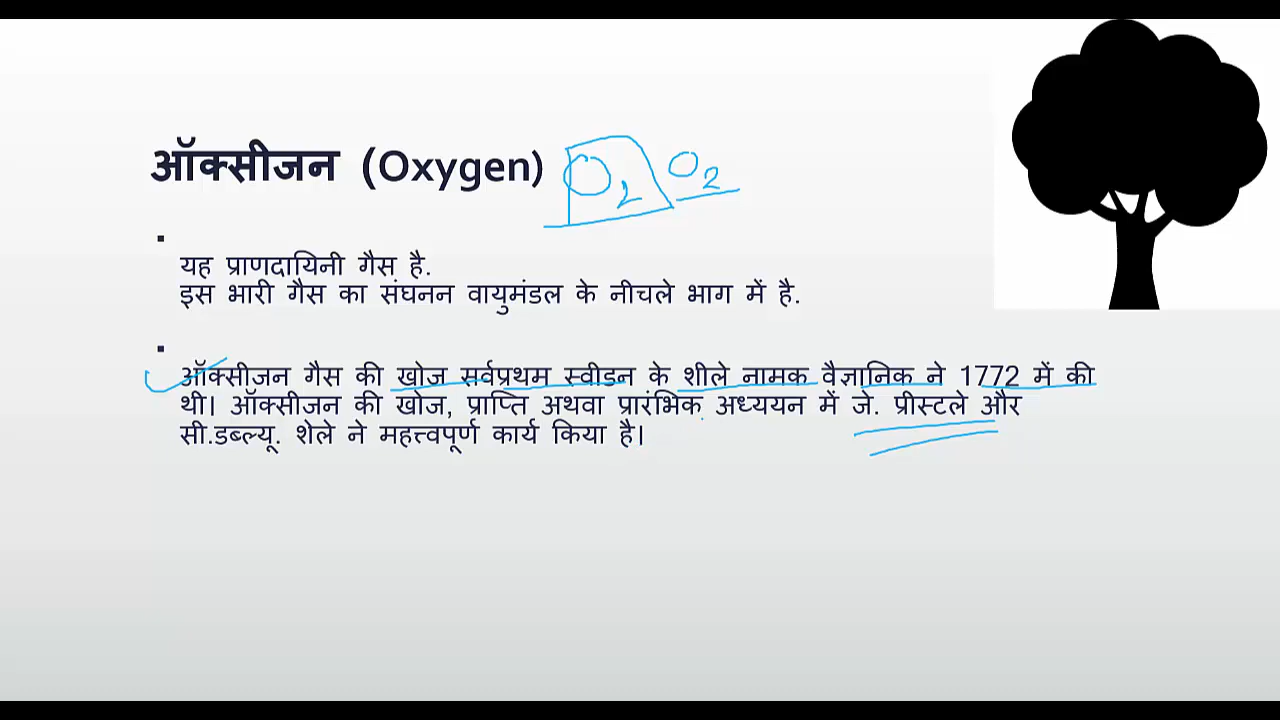 ऑक्सीजन (Oxygen) O2 O2
यह प्राणदायिनी गैस है.
इस भारी गैस का संघनन वायुमंडल के नीचले भाग में है.
ऑक्सीजन गैस की खोज सर्वप्रथम स्वीडन के शीले नामक वैज्ञानिक ने 1772 में की
थी। ऑक्सीजन की खोज, प्राप्ति अथवा प्रारंभिक अध्ययन में जे. प्रीस्टले और
सी.डब्ल्यू. शेले ने महत्त्वपूर्ण कार्य किया है।